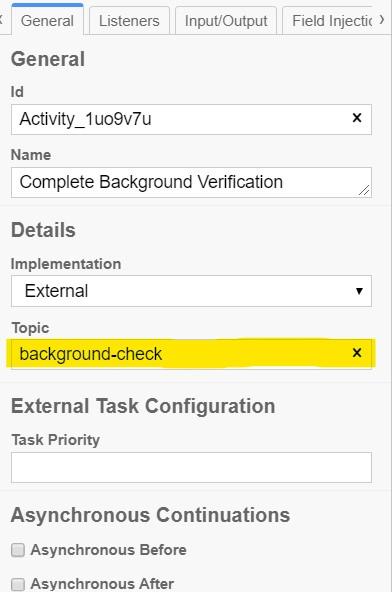 General Listeners Input/Output Field Injectic
General
Id
Activity_1uo9v7u
Name
Complete Background Verification
Details
Implementation
External
Topic
background-check
External Task Configuration
Task Priority
Asynchronous Continuations
Asynchronous Before
Asynchronous After